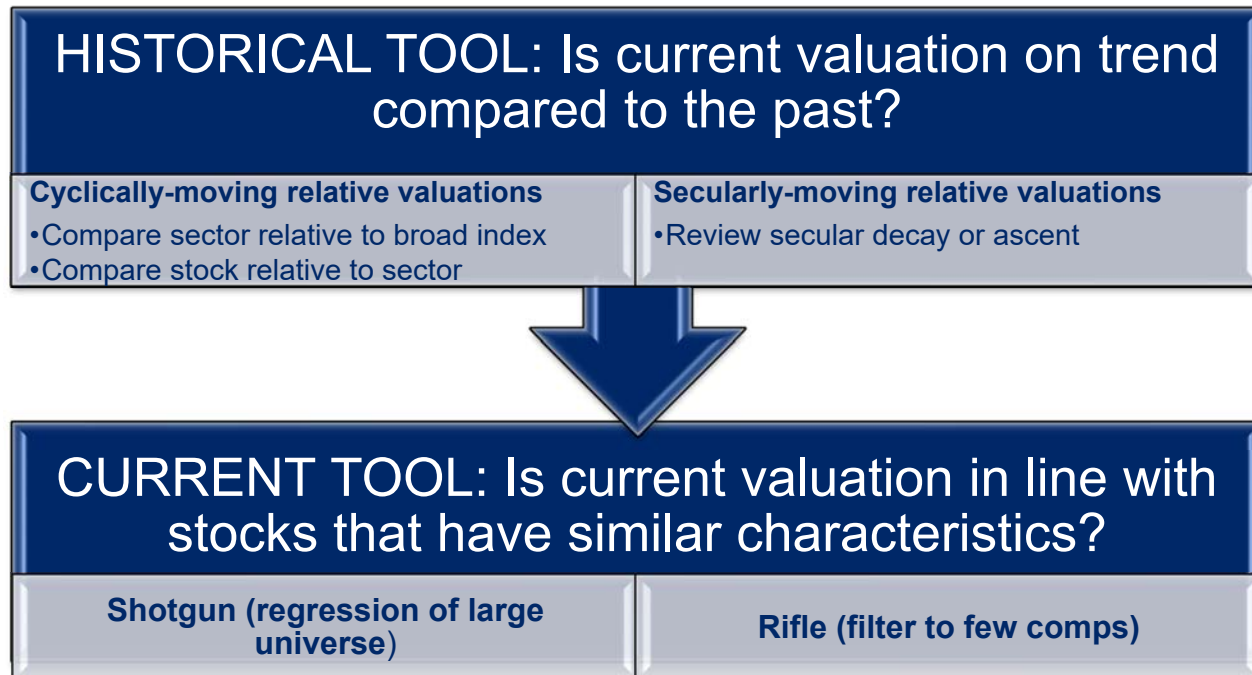 HISTORICAL TOOL: Is current valuation on trend
compared to the past?
Cyclically-moving relative valuations
•Compare sector relative to broad index
•Compare stock relative to sector
Secularly-moving relative valuations
•Review secular decay or ascent
CURRENT TOOL: Is current valuation in line with
stocks that have similar characteristics?
Shotgun (regression of large
universe)
Rifle (filter to few comps)